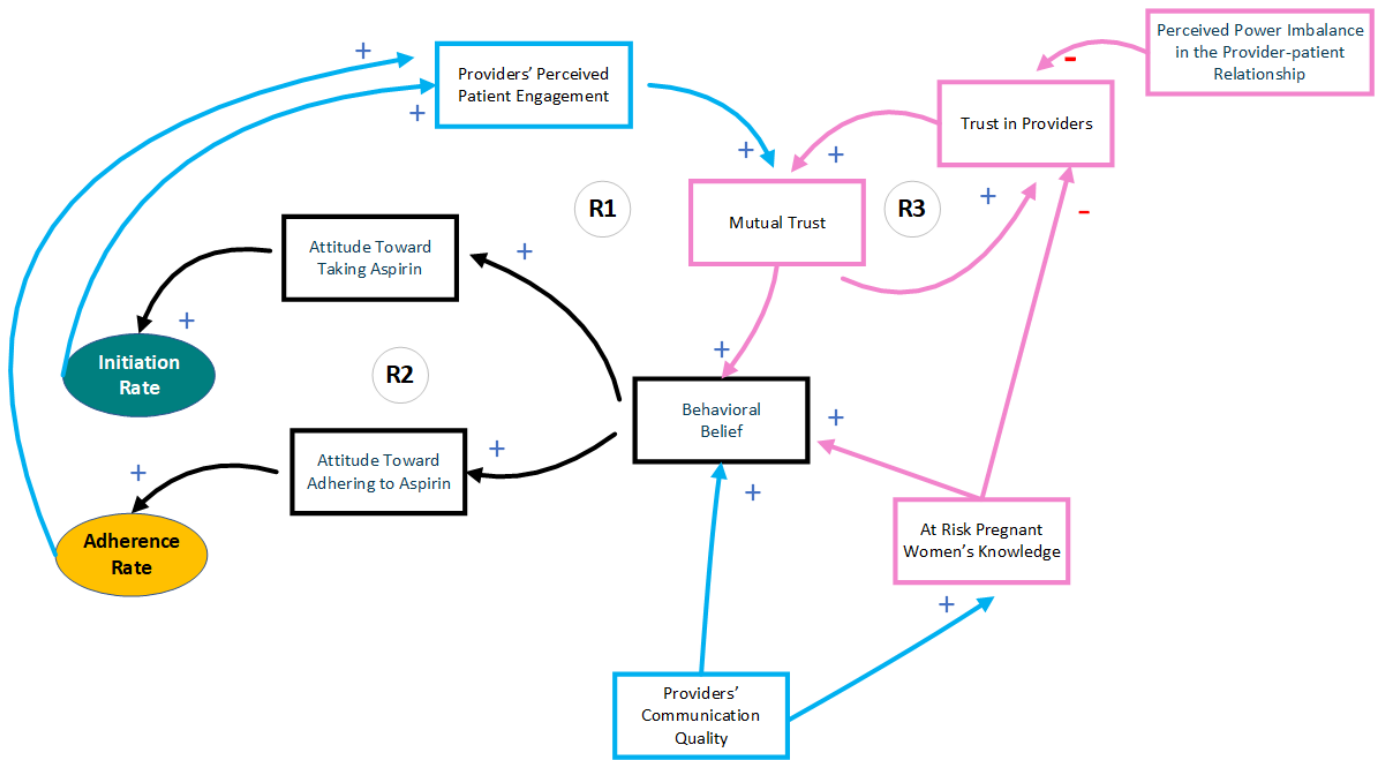 +
Providers' Perceived
Patient Engagement
+
+
Perceived Power Imbalance
in the Provider-patient
Relationship
-
Trust in Providers
+
+
-
R1
Mutual Trust
R3
Attitude Toward
Taking Aspirin
+
+
Initiation
Rate
R2
+
Behavioral
Belief
+
Attitude Toward
Adhering to Aspirin
+
+
Adherence
Rate
+
At Risk Pregnant
Women's Knowledge
+
Providers'
Communication
Quality